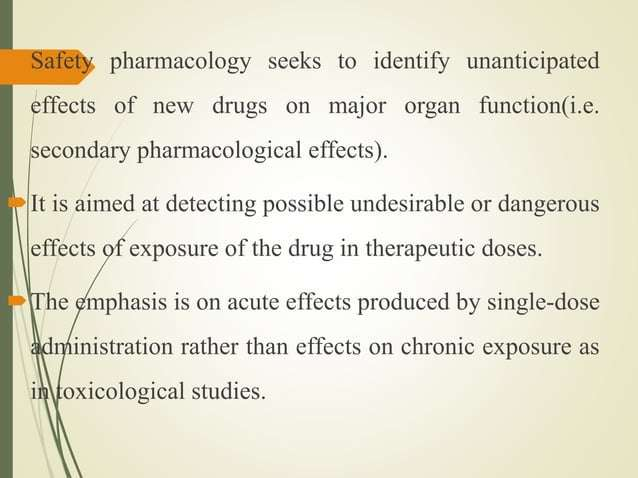 Safety pharmacology seeks to identify unanticipated
effects of new drugs on major organ function(i.e.
secondary pharmacological effects).
It is aimed at detecting possible undesirable or dangerous
effects of exposure of the drug in therapeutic doses.
The emphasis is on acute effects produced by single-dose
administration rather than effects on chronic exposure as
in toxicological studies.